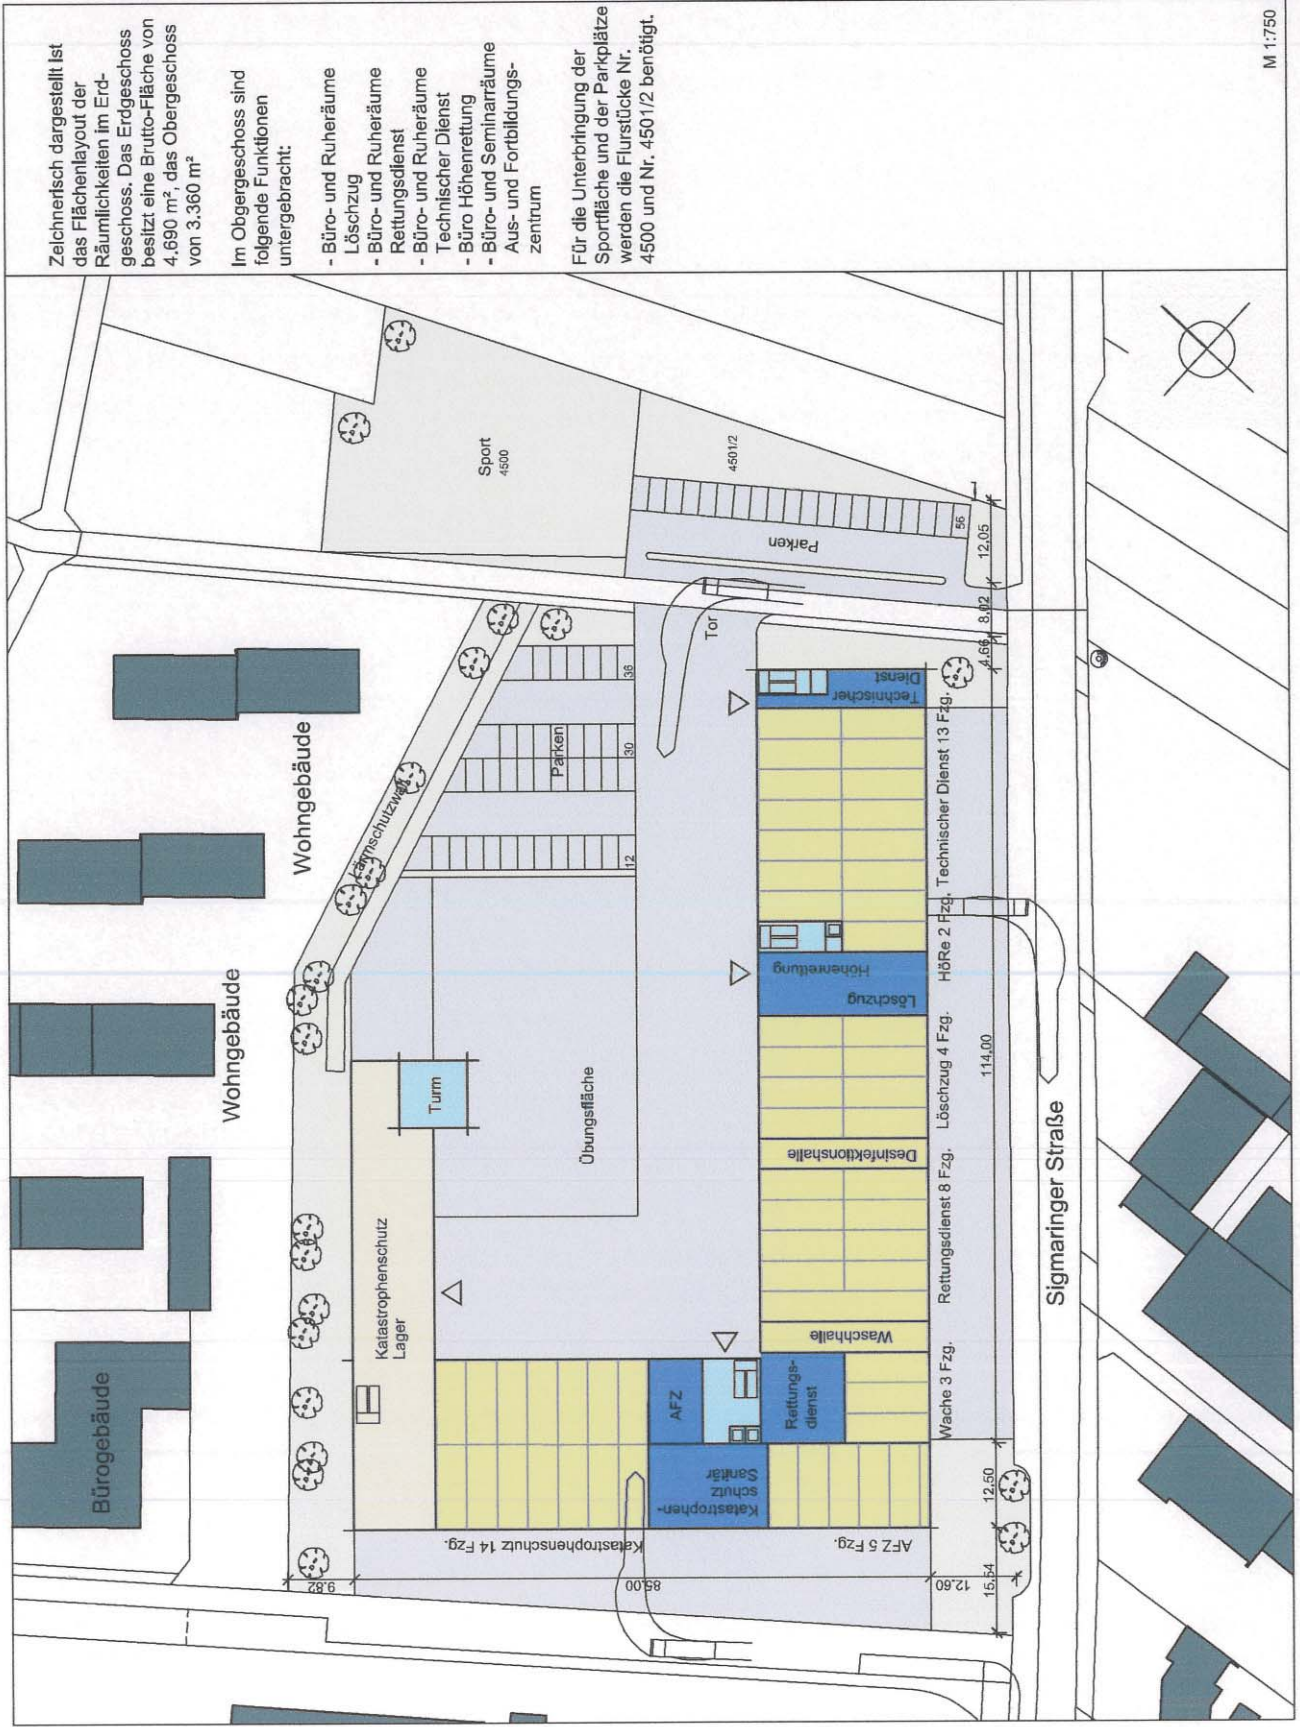 Zeichnerisch dargestellt ist
das Flächenlayout der
Räumlichkeiten im Erd-
geschoss. Das Erdgeschoss
besitzt eine Brutto-Fläche von
4.690 m², das Obergeschoss
von 3.360 m²
Im Obgergeschoss sind
folgende Funktionen
untergebracht:
- Büro- und Ruheräume
Löschzug
- Büro- und Ruheräume
Rettungsdienst
- Büro- und Ruheräume
Technischer Dienst
- Büro Höhenrettung
- Büro- und Seminarräume
Aus- und Fortbildungs-
zentrum
Für die Unterbringung der
Sportfläche und der Parkplätze
werden die Flurstücke Nr.
4500 und Nr. 4501/2 benötigt.
M 1:750
Bürogebäude
Wohngebäude
Wohngebäude
Lärmschutzwall
Sport
4500
4501/2
Parken
56
Tor
Parken
12
30
36
Turm
Katastrophenschutz
Lager
Übungsfläche
AFZ
Katastrophen-
schutz
Sanitär
Rettungs-
dienst
Waschhalle
Desinfektionshalle
Löschzug
Höhenrettung
Technischer
Dienst
Katastrophenschutz 14 Fzg.
AFZ 5 Fzg.
Wache 3 Fzg.
Rettungsdienst 8 Fzg.
Löschzug 4 Fzg.
HöRe 2 Fzg.
Technischer Dienst 13 Fzg.
9.82
85.00
12.60
15.54
12.50
114.00
4.66
8.02
12.05
Sigmaringer Straße